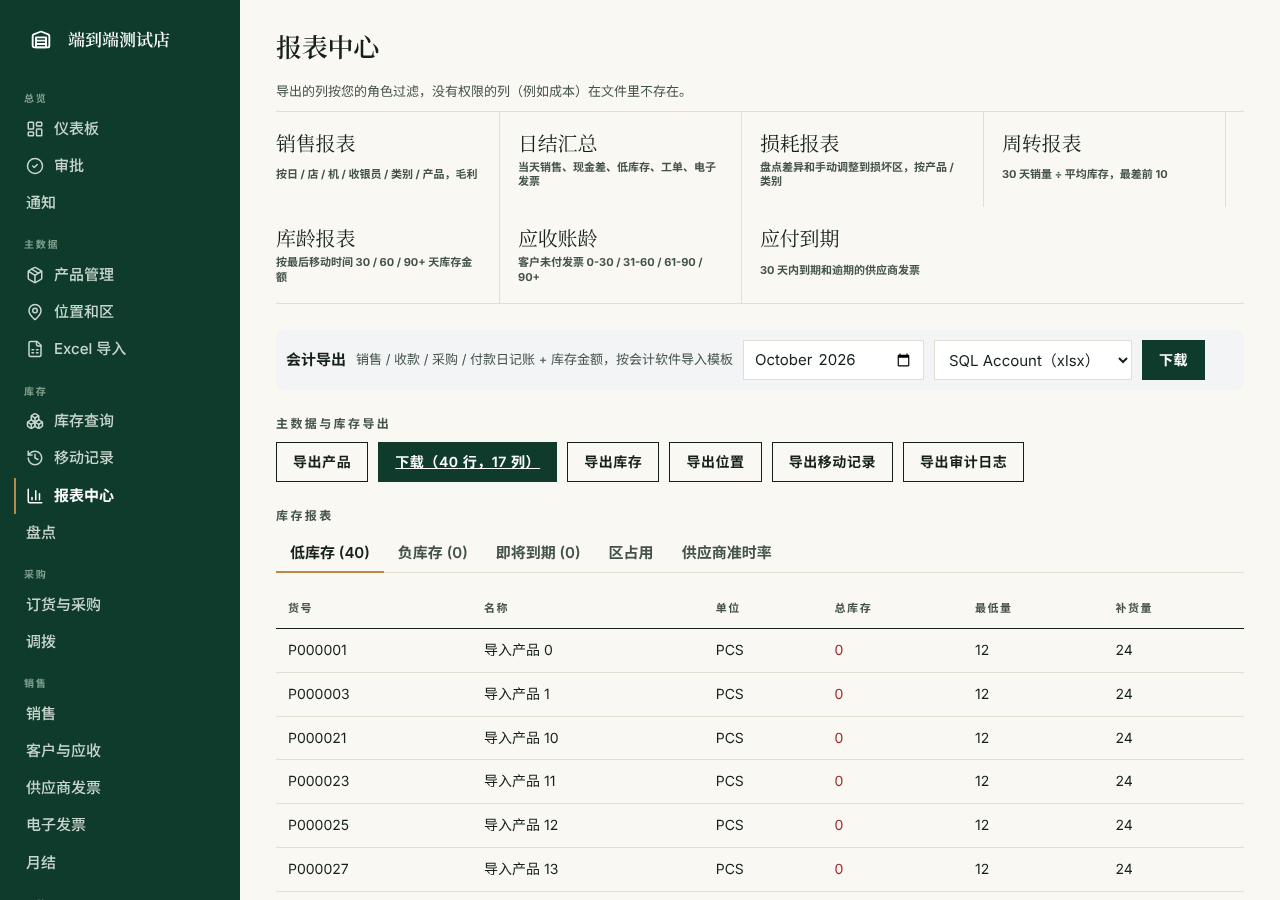 端到端测试店
总览
仪表板
审批
通知
主数据
产品管理
位置和区
Excel 导入
库存
库存查询
移动记录
报表中心
盘点
采购
订货与采购
调拨
销售
销售
客户与应收
供应商发票
电子发票
月结
报表中心
导出的列按您的角色过滤，没有权限的列（例如成本）在文件里不存在。
销售报表
按日 / 店 / 机 / 收银员 / 类别 / 产品，毛利
日结汇总
当天销售、现金差、低库存、工单、电子
发票
损耗报表
盘点差异和手动调整到损坏区，按产品 /
类别
周转报表
30 天销量 ÷ 平均库存，最差前 10
库龄报表
按最后移动时间 30 / 60 / 90+ 天库存金
额
应收账龄
客户未付发票 0-30 / 31-60 / 61-90 /
90+
应付到期
30 天内到期和逾期的供应商发票
会计导出 销售 / 收款 / 采购 / 付款日记账 + 库存金额，按会计软件导入模板 October 2026 SQL Account（xlsx） 下载
主数据与库存导出
导出产品 下载（40 行，17 列） 导出库存 导出位置 导出移动记录 导出审计日志
库存报表
低库存 (40) 负库存 (0) 即将到期 (0) 区占用 供应商准时率
货号 名称 单位 总库存 最低量 补货量
P000001 导入产品 0 PCS 0 12 24
P000003 导入产品 1 PCS 0 12 24
P000021 导入产品 10 PCS 0 12 24
P000023 导入产品 11 PCS 0 12 24
P000025 导入产品 12 PCS 0 12 24
P000027 导入产品 13 PCS 0 12 24